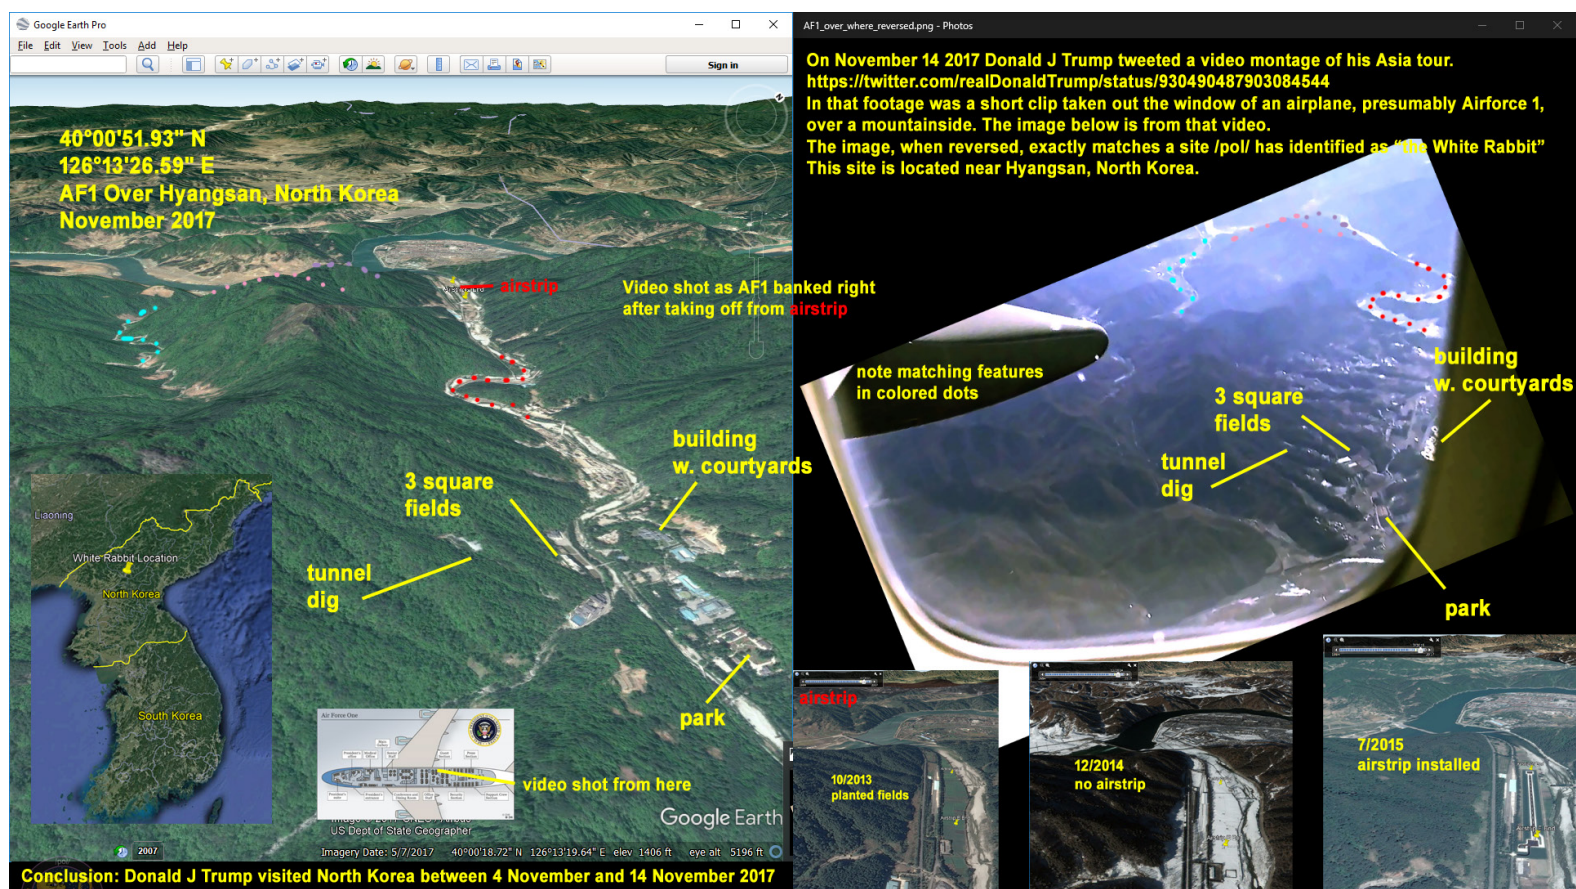 Google Earth Pro
File Edit View Tools Add Help
Sign in
40°00'51.93" N
126°13'26.59" E
AF1 Over Hyangsan, North Korea
November 2017
airstrip
Video shot as AF1 banked right
after taking off from airstrip
building
w. courtyards
3 square
fields
tunnel
dig
park
Liaoning
White Rabbit Location
North Korea
South Korea
Air Force One
video shot from here
US Dept of State Geographer
Google Earth
2007
Imagery Date: 5/7/2017 40°00'18.72" N 126°13'19.64" E elev 1406 ft eye alt 5196 ft
Conclusion: Donald J Trump visited North Korea between 4 November and 14 November 2017
AF1_over_where_reversed.png - Photos
On November 14 2017 Donald J Trump tweeted a video montage of his Asia tour.
https://twitter.com/realDonaldTrump/status/930490487903084544
In that footage was a short clip taken out the window of an airplane, presumably Airforce 1,
over a mountainside. The image below is from that video.
The image, when reversed, exactly matches a site /pol/ has identified as “the White Rabbit”
This site is located near Hyangsan, North Korea.
note matching features
in colored dots
building
w. courtyards
3 square
fields
tunnel
dig
park
airstrip
10/2013
planted fields
12/2014
no airstrip
7/2015
airstrip installed